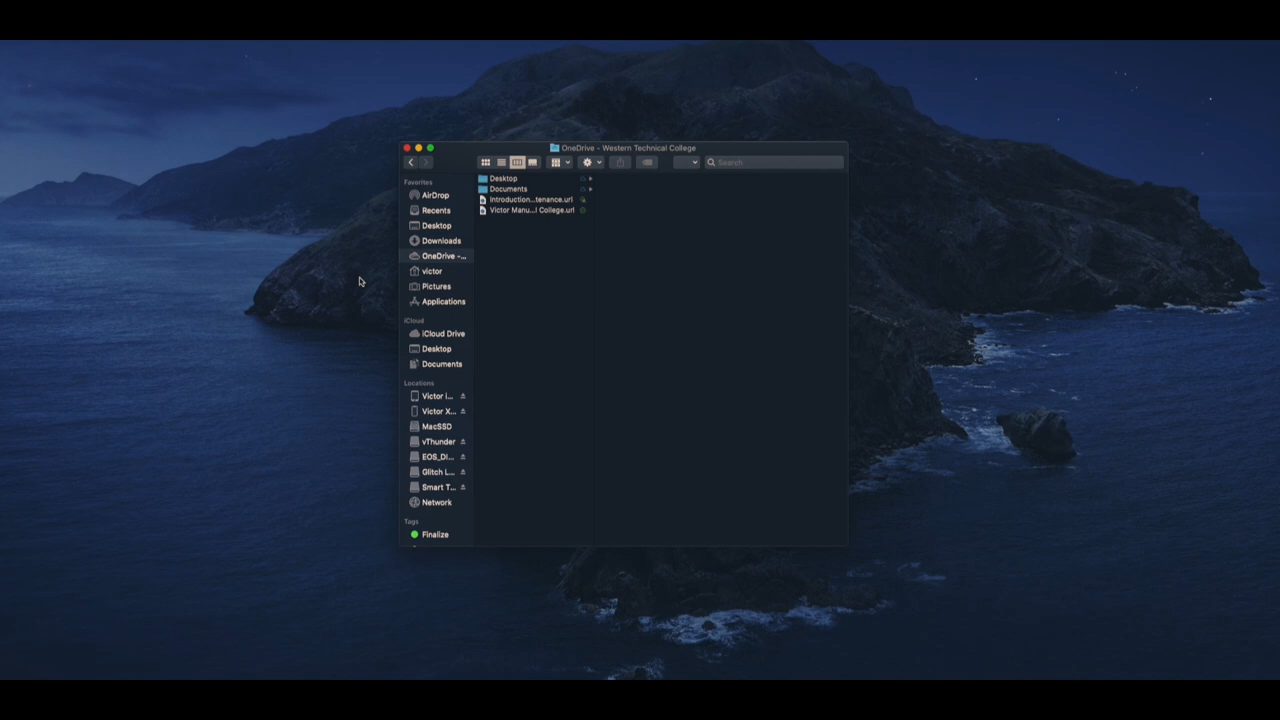 OneDrive - Western Technical College
Search
Favorites
AirDrop
Recents
Desktop
Downloads
OneDrive -...
victor
Pictures
Applications
iCloud
iCloud Drive
Desktop
Documents
Locations
Victor i...
Victor X...
MacSSD
vThunder
EOS_DI...
Glitch L...
Smart T...
Network
Tags
Finalize
Desktop
Documents
Introduction...tenance.url
Victor Manu...l College.url